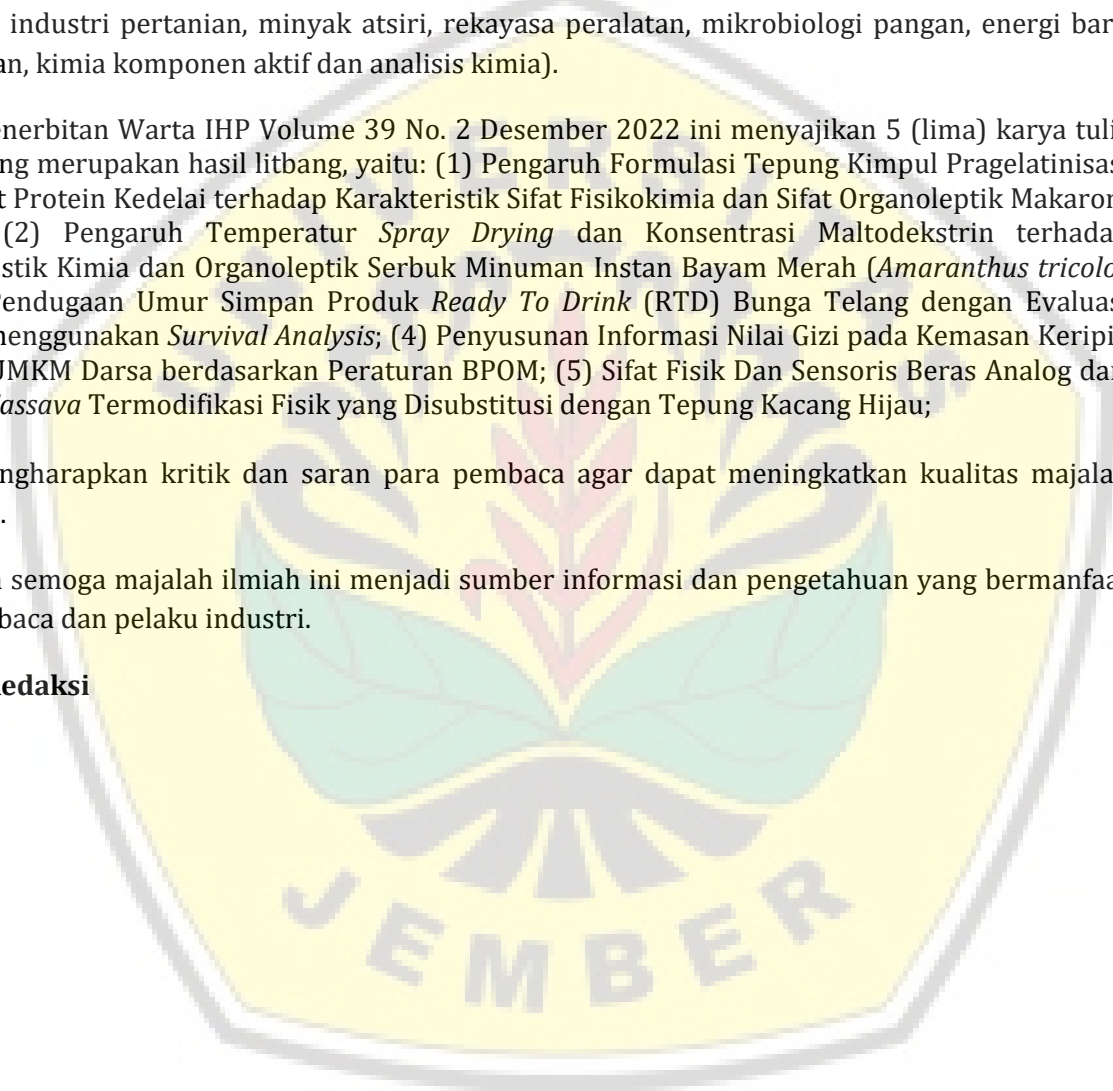 industri pertanian, minyak atsiri, rekayasa peralatan, mikrobiologi pangan, energi bar
an, kimia komponen aktif dan analisis kimia).
enerbitan Warta IHP Volume 39 No. 2 Desember 2022 ini menyajikan 5 (lima) karya tuli
ng merupakan hasil litbang, yaitu: (1) Pengaruh Formulasi Tepung Kimpul Pragelatinisas
t Protein Kedelai terhadap Karakteristik Sifat Fisikokimia dan Sifat Organoleptik Makaron
(2) Pengaruh Temperatur Spray Drying dan Konsentrasi Maltodekstrin terhada
stik Kimia dan Organoleptik Serbuk Minuman Instan Bayam Merah (Amaranthus tricolo
Pendugaan Umur Simpan Produk Ready To Drink (RTD) Bunga Telang dengan Evaluas
menggunakan Survival Analysis; (4) Penyusunan Informasi Nilai Gizi pada Kemasan Keripi
UMKM Darsa berdasarkan Peraturan BPOM; (5) Sifat Fisik Dan Sensoris Beras Analog dar
assava Termodifikasi Fisik yang Disubstitusi dengan Tepung Kacang Hijau;
ngharapkan kritik dan saran para pembaca agar dapat meningkatkan kualitas majala
.
semoga majalah ilmiah ini menjadi sumber informasi dan pengetahuan yang bermanfaa
baca dan pelaku industri.
edaksi
UNIVERSITAS
JEMBER